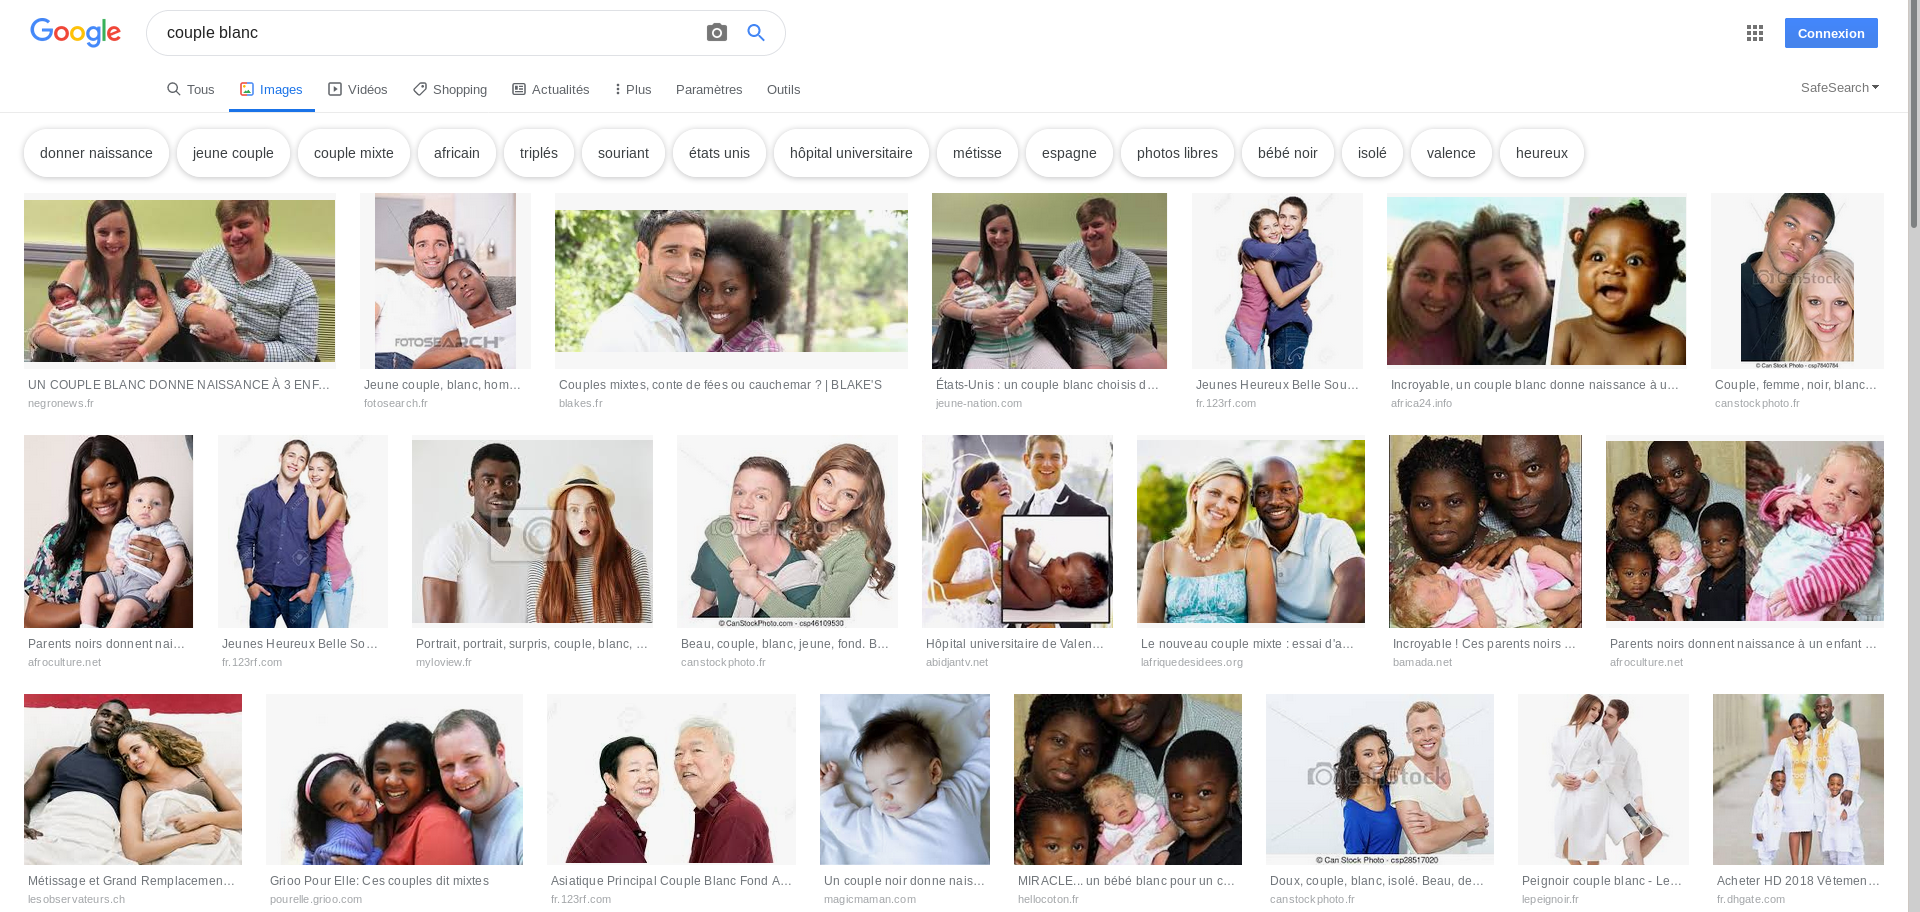 Google
couple blanc
Connexion
Tous
Images
Vidéos
Shopping
Actualités
Plus
Paramètres
Outils
SafeSearch
donner naissance
jeune couple
couple mixte
africain
triplés
souriant
états unis
hôpital universitaire
métisse
espagne
photos libres
bébé noir
isolé
valence
heureux
FOTOSEARCH
CanStock
© Can Stock Photo - csp7840784
UN COUPLE BLANC DONNE NAISSANCE À 3 ENF...
negronews.fr
Jeune couple, blanc, hom...
fotosearch.fr
Couples mixtes, conte de fées ou cauchemar ? | BLAKE'S
blakes.fr
États-Unis : un couple blanc choisis d...
jeune-nation.com
Jeunes Heureux Belle Sou...
fr.123rf.com
Incroyable, un couple blanc donne naissance à u...
africa24.info
Couple, femme, noir, blanc...
canstockphoto.fr
CanStock
© CanStockPhoto.com - csp46109530
Parents noirs donnent nai...
afroculture.net
Jeunes Heureux Belle So...
fr.123rf.com
Portrait, portrait, surpris, couple, blanc, ...
myloview.fr
Beau, couple, blanc, jeune, fond. B...
canstockphoto.fr
Hôpital universitaire de Valen...
abidjantv.net
Le nouveau couple mixte : essai d'a...
lafriquedesidees.org
Incroyable ! Ces parents noirs ...
bamada.net
Parents noirs donnent naissance à un enfant ...
afroculture.net
CanStock
© Can Stock Photo - csp28517020
Métissage et Grand Remplacemen...
lesobservateurs.ch
Grioo Pour Elle: Ces couples dit mixtes
pourelle.grioo.com
Asiatique Principal Couple Blanc Fond A...
fr.123rf.com
Un couple noir donne nais...
magicmaman.com
MIRACLE... un bébé blanc pour un c...
hellocoton.fr
Doux, couple, blanc, isolé. Beau, de...
canstockphoto.fr
Peignoir couple blanc - Le...
lepeignoir.fr
Acheter HD 2018 Vêtemen...
fr.dhgate.com